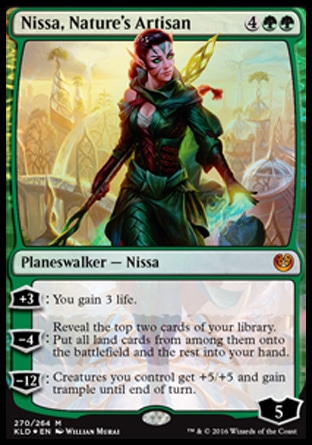 Nissa, Nature's Artisan 4
Planeswalker — Nissa
+3: You gain 3 life.
Reveal the top two cards of your library.
-4: Put all land cards from among them onto
the battlefield and the rest into your hand.
-12: Creatures you control get +5/+5 and gain
trample until end of turn.
270/264 M
KLD ★ EN Willian Murai ™ & © 2016 Wizards of the Coast
5